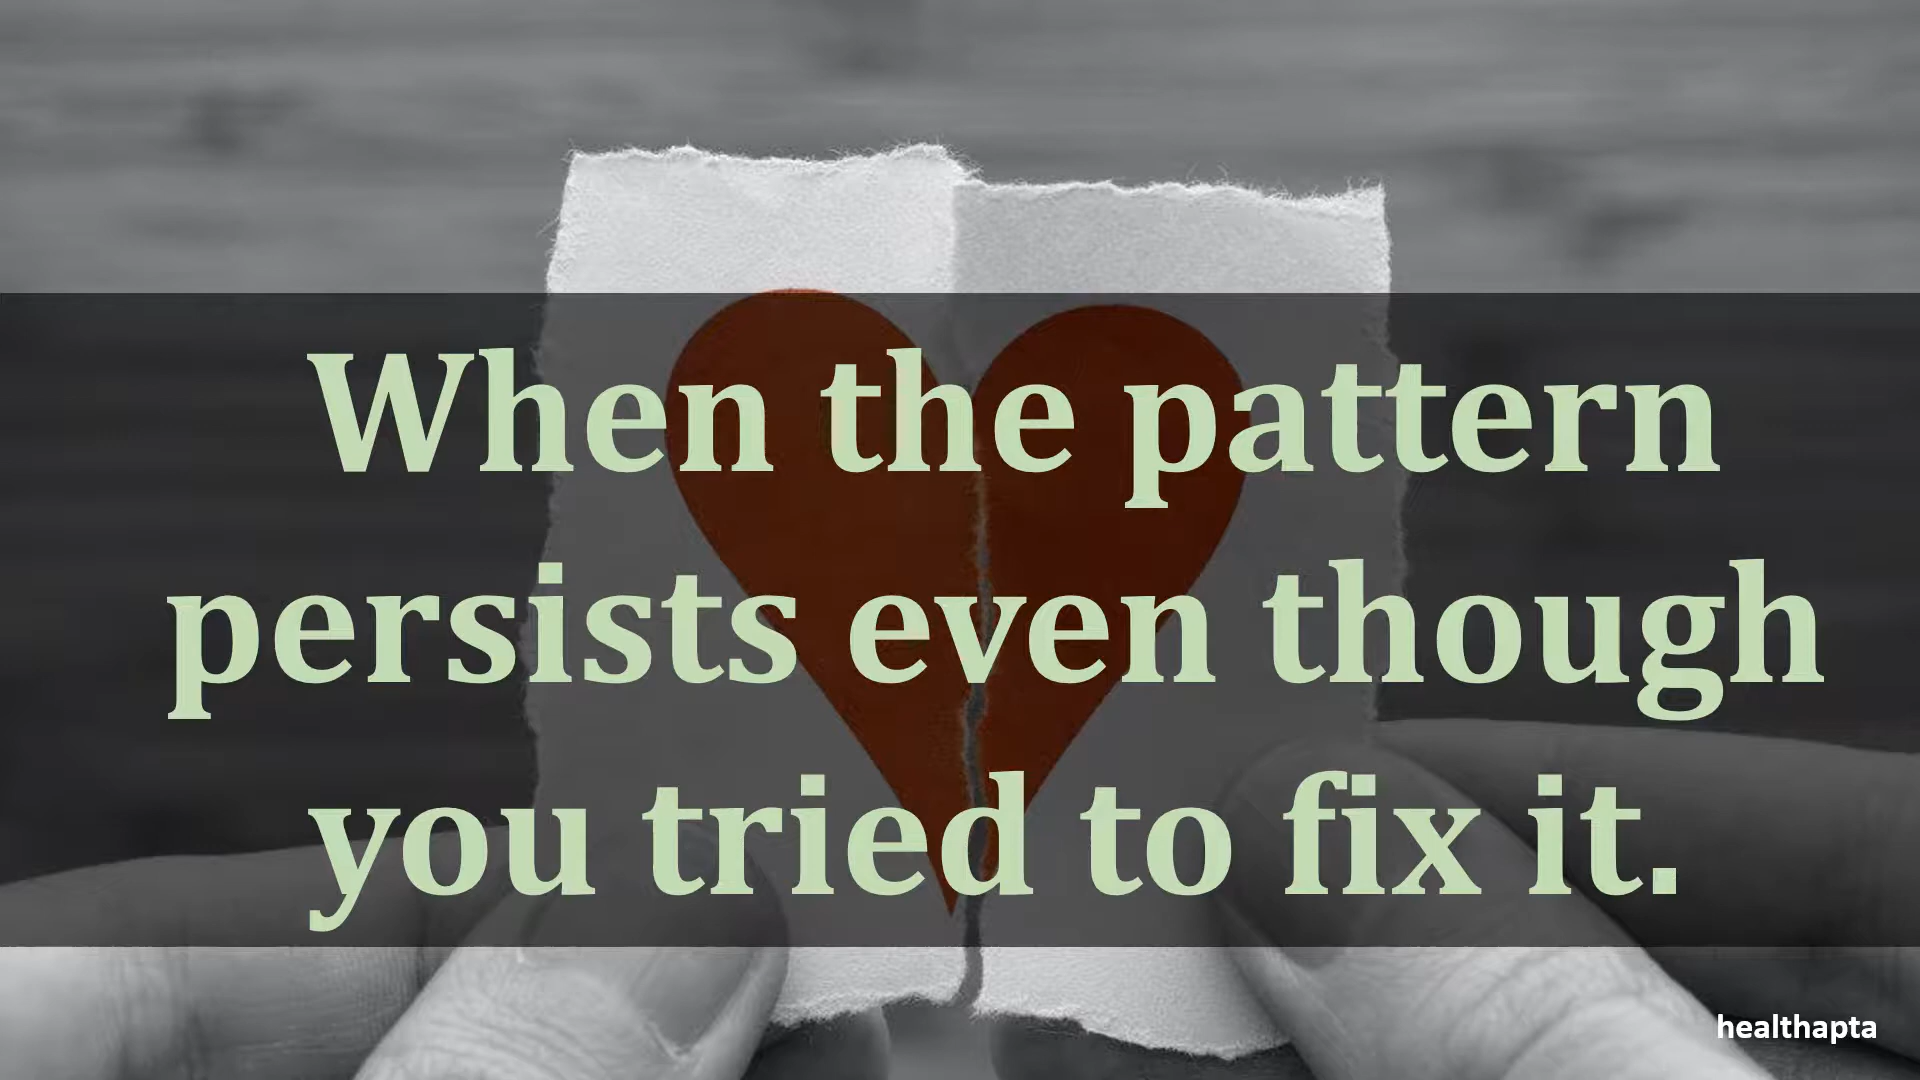 When the pattern
persists even though
you tried to fix it.
healthapta